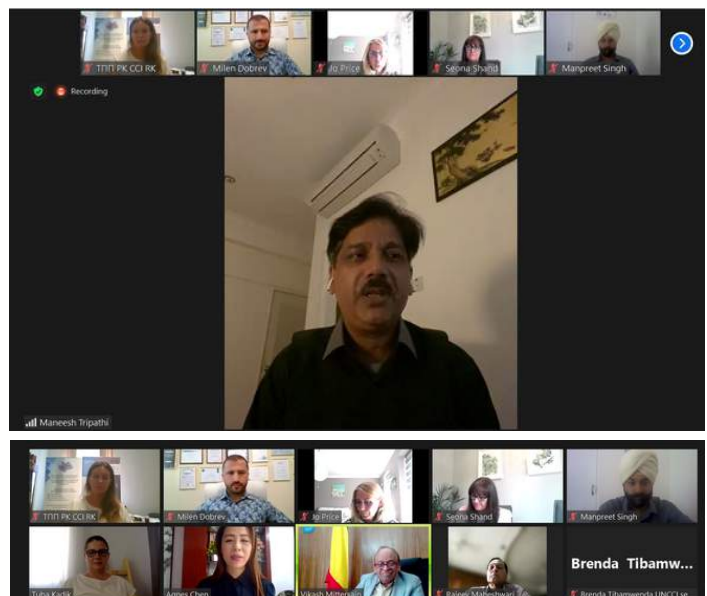 ТПП РК CCI RK
Milen Dobrev
Jo Price
Seona Shand
Manpreet Singh
Recording
Maneesh Tripathi
ТПП РК CCI RK
Milen Dobrev
Jo Price
Seona Shand
Manpreet Singh
Brenda Tibamw...
Tuba Kadik
Agnes Chen
Vikash Mittersain
Rajeek Maheshwari
Brenda Tibamwenda UNCCI se